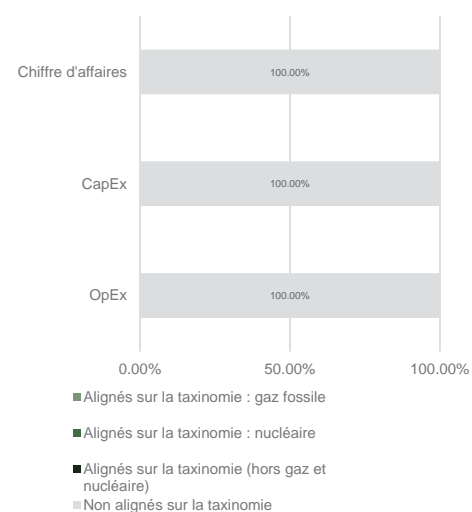 Chiffre d'affaires
100.00%
CapEx
100.00%
OpEx
100.00%
0.00% 50.00% 100.00%
Alignés sur la taxinomie : gaz fossile
Alignés sur la taxinomie : nucléaire
Alignés sur la taxinomie (hors gaz et
nucléaire)
Non alignés sur la taxinomie